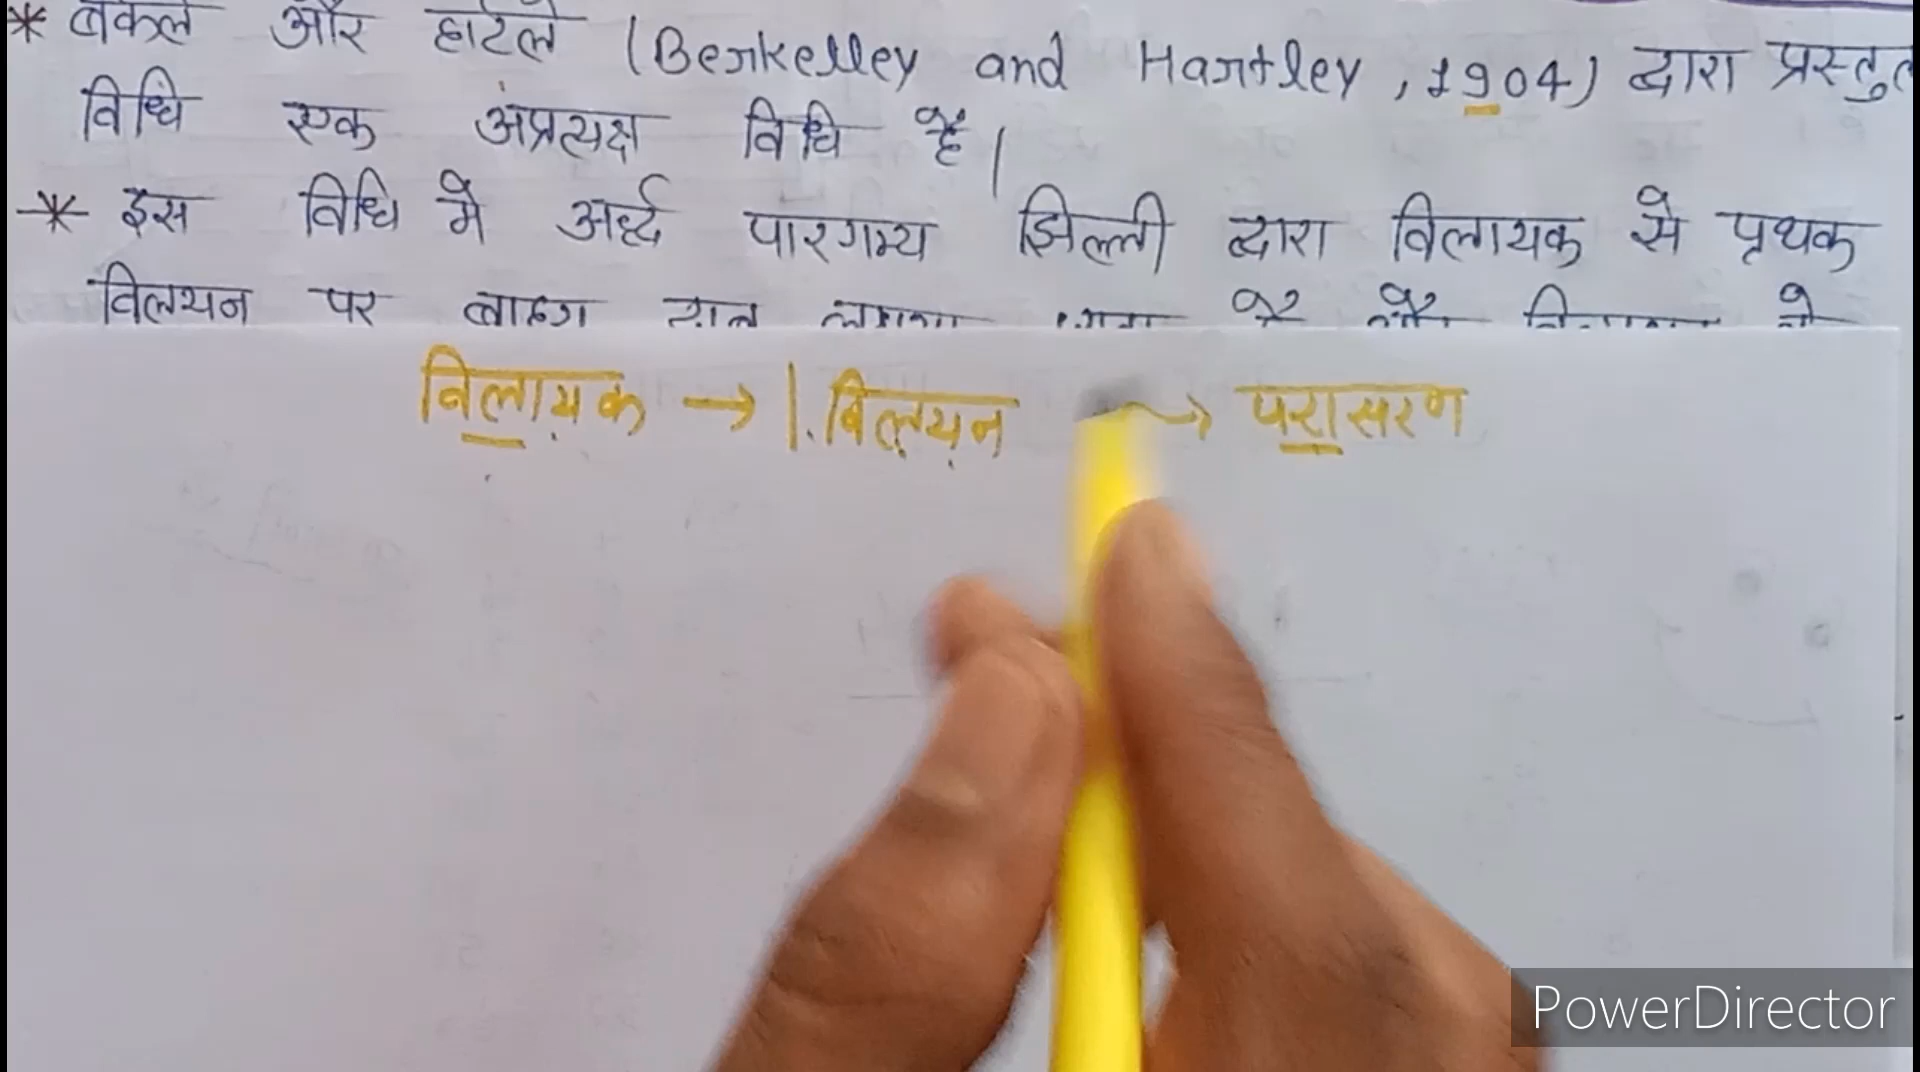 * बर्कले और हार्टले (Berkelley and Hartley, 1904) द्वारा प्रस्तुत
विधि एक अंप्रत्यक्ष विधि है।
* इस विधि मे अर्द्ध पारगम्य झिल्ली द्वारा विलायक से पृथक
विलयन पर बाह्य
विलायक → |. विलयन → परासरण
PowerDirector